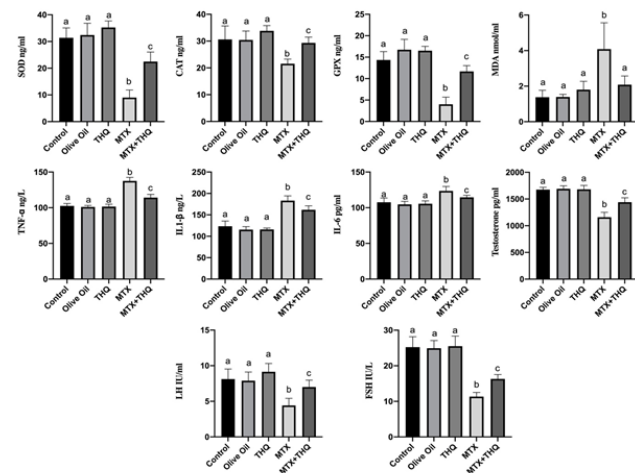 SOD ng/ml
40
30
20
10
0
a
a
a
b
c
Control
Olive Oil
THQ
MTX
MTX+THQ
CAT ng/ml
40
30
20
10
0
a
a
a
b
c
Control
Olive Oil
THQ
MTX
MTX+THQ
GPX ng/ml
25
20
15
10
5
0
a
a
a
b
c
Control
Olive Oil
THQ
MTX
MTX+THQ
MDA nmol/ml
6
4
2
0
a
a
a
b
a
Control
Olive Oil
THQ
MTX
MTX+THQ
TNF-α ng/L
150
100
50
0
a
a
a
b
c
Control
Olive Oil
THQ
MTX
MTX+THQ
IL1-β ng/L
250
200
150
100
50
0
a
a
a
b
c
Control
Olive Oil
THQ
MTX
MTX+THQ
IL-6 pg/ml
150
100
50
0
a
a
a
b
c
Control
Olive Oil
THQ
MTX
MTX+THQ
Testosterone pg/ml
2000
1500
1000
500
0
a
a
a
b
c
Control
Olive Oil
THQ
MTX
MTX+THQ
LH IU/ml
15
10
5
0
a
a
a
b
c
Control
Olive Oil
THQ
MTX
MTX+THQ
FSH IU/L
30
20
10
0
a
a
a
b
c
Control
Olive Oil
THQ
MTX
MTX+THQ